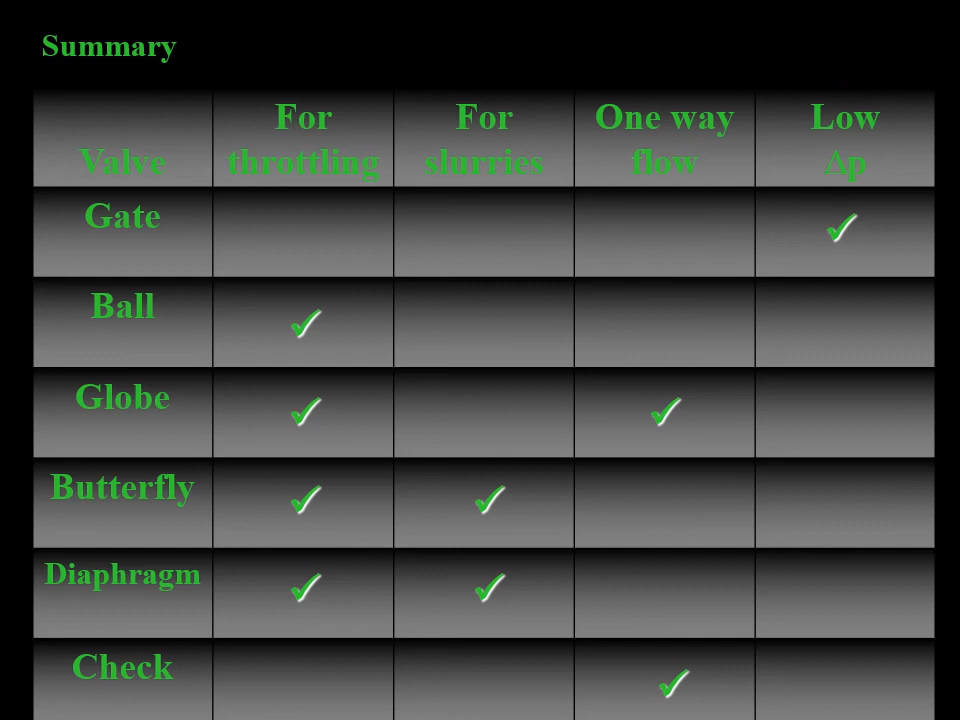 Summary
Valve
For throttling
For slurries
One way flow
Low Δp
Gate ✓
Ball ✓
Globe ✓ ✓
Butterfly ✓ ✓
Diaphragm ✓ ✓
Check ✓